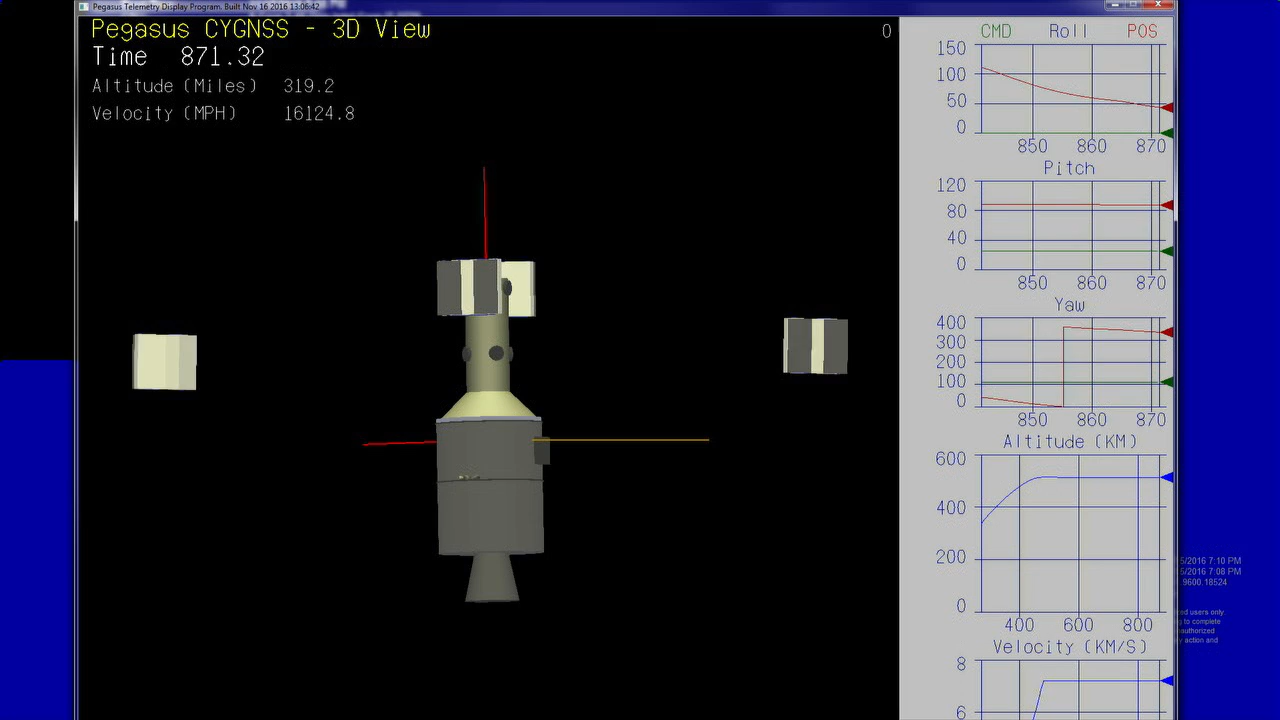 Pegasus Telemetry Display Program. Built Nov 16 2016 13:06:42
Pegasus CYGNSS - 3D View
0
Time 871.32
Altitude (Miles) 319.2
Velocity (MPH) 16124.8
CMD Roll POS
150
100
50
0
850 860 870
Pitch
120
80
40
0
850 860 870
Yaw
400
300
200
100
0
850 860 870
Altitude (KM)
600
400
200
0
400 600 800
Velocity (KM/S)
8
6
5/2016 7:10 PM
5/2016 7:08 PM
.9600.18524
users only.
to complete
action and